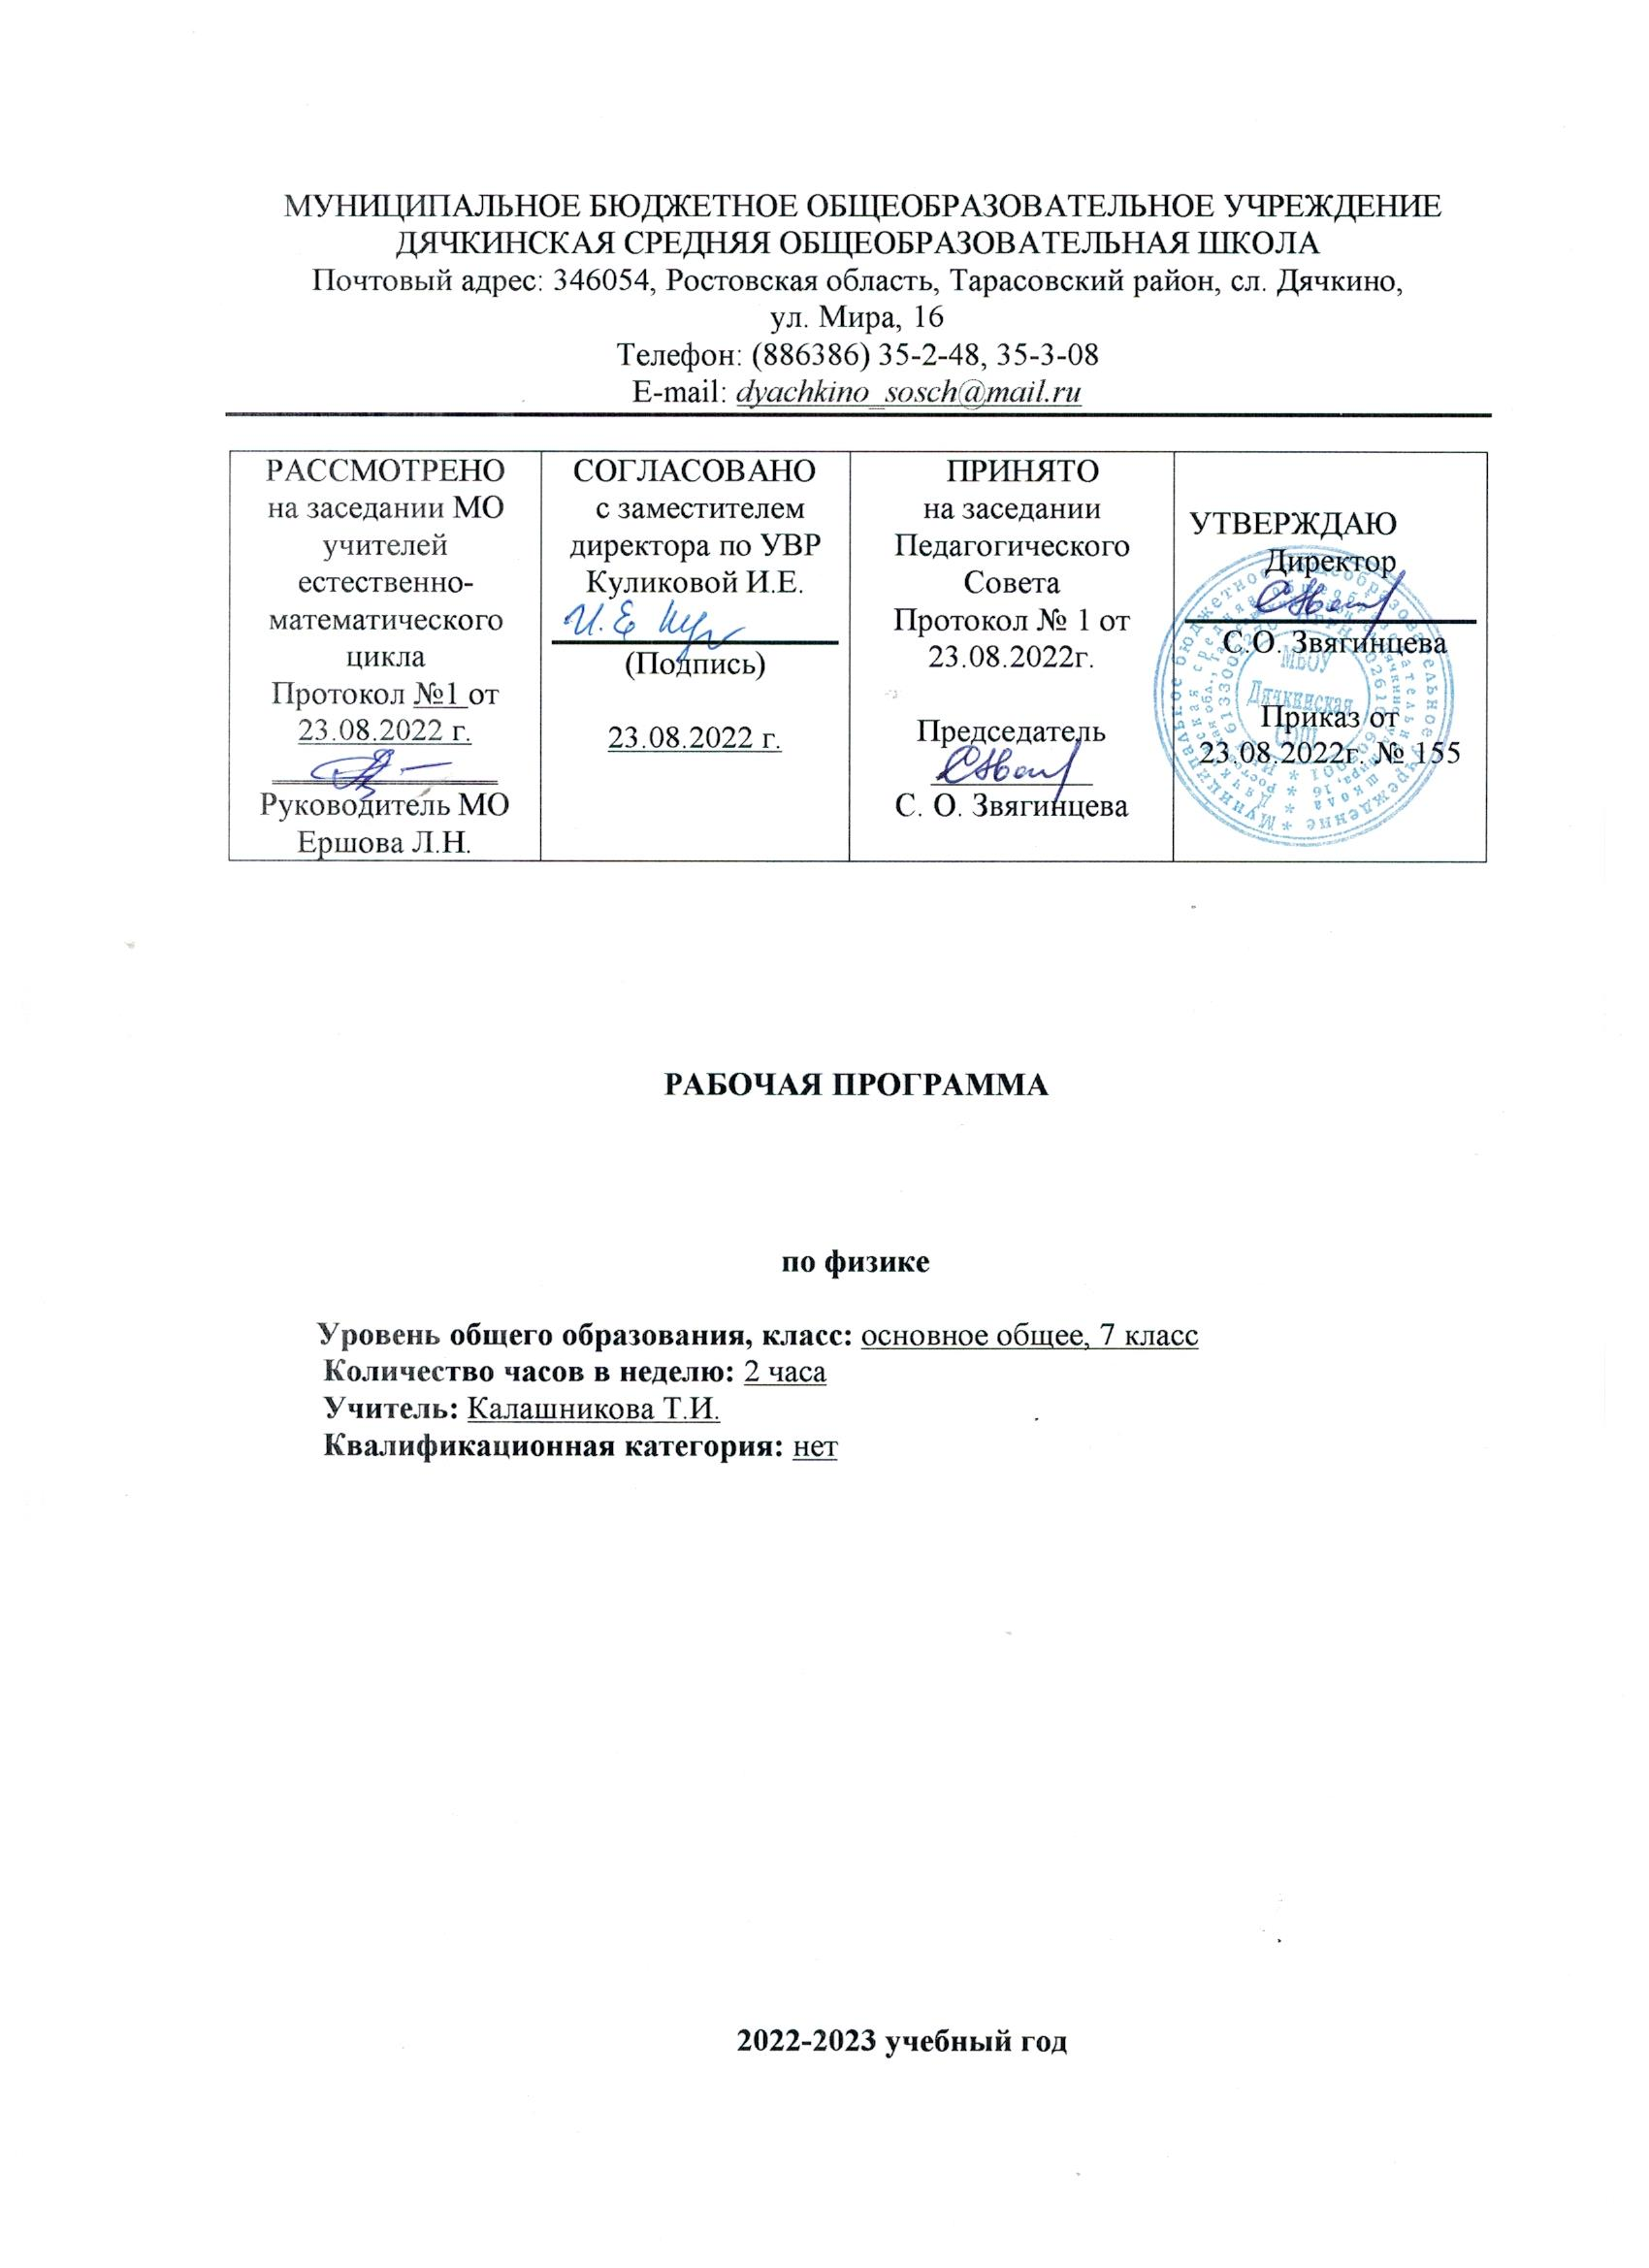 МУНИЦИПАЛЬНОЕ БЮДЖЕТНОЕ ОБЩЕОБРАЗОВАТЕЛЬНОЕ УЧРЕЖДЕНИЕ
ДЯЧКИНСКАЯ СРЕДНЯЯ ОБЩЕОБРАЗОВАТЕЛЬНАЯ ШКОЛА
Почтовый адрес: 346054, Ростовская область, Тарасовский район, сл. Дячкино,
ул. Мира, 16
Телефон: (886386) 35-2-48, 35-3-08
E-mail: dyachkino_sosch@mail.ru
РАССМОТРЕНО
на заседании МО
учителей
естественно-
математического
цикла
Протокол №1 от
23.08.2022 г.
Руководитель МО
Ершова Л.Н.
СОГЛАСОВАНО
с заместителем
директора по УВР
Куликовой И.Е.
(Подпись)
23.08.2022 г.
ПРИНЯТО
на заседании
Педагогического
Совета
Протокол № 1 от
23.08.2022г.
Председатель
С. О. Звягинцева
УТВЕРЖДАЮ
Директор
С.О. Звягинцева
Приказ от
23.08.2022г. № 155
МБОУ
Дячкинская
СОШ
РАБОЧАЯ ПРОГРАММА
по физике
Уровень общего образования, класс: основное общее, 7 класс
Количество часов в неделю: 2 часа
Учитель: Калашникова Т.И.
Квалификационная категория: нет
2022-2023 учебный год